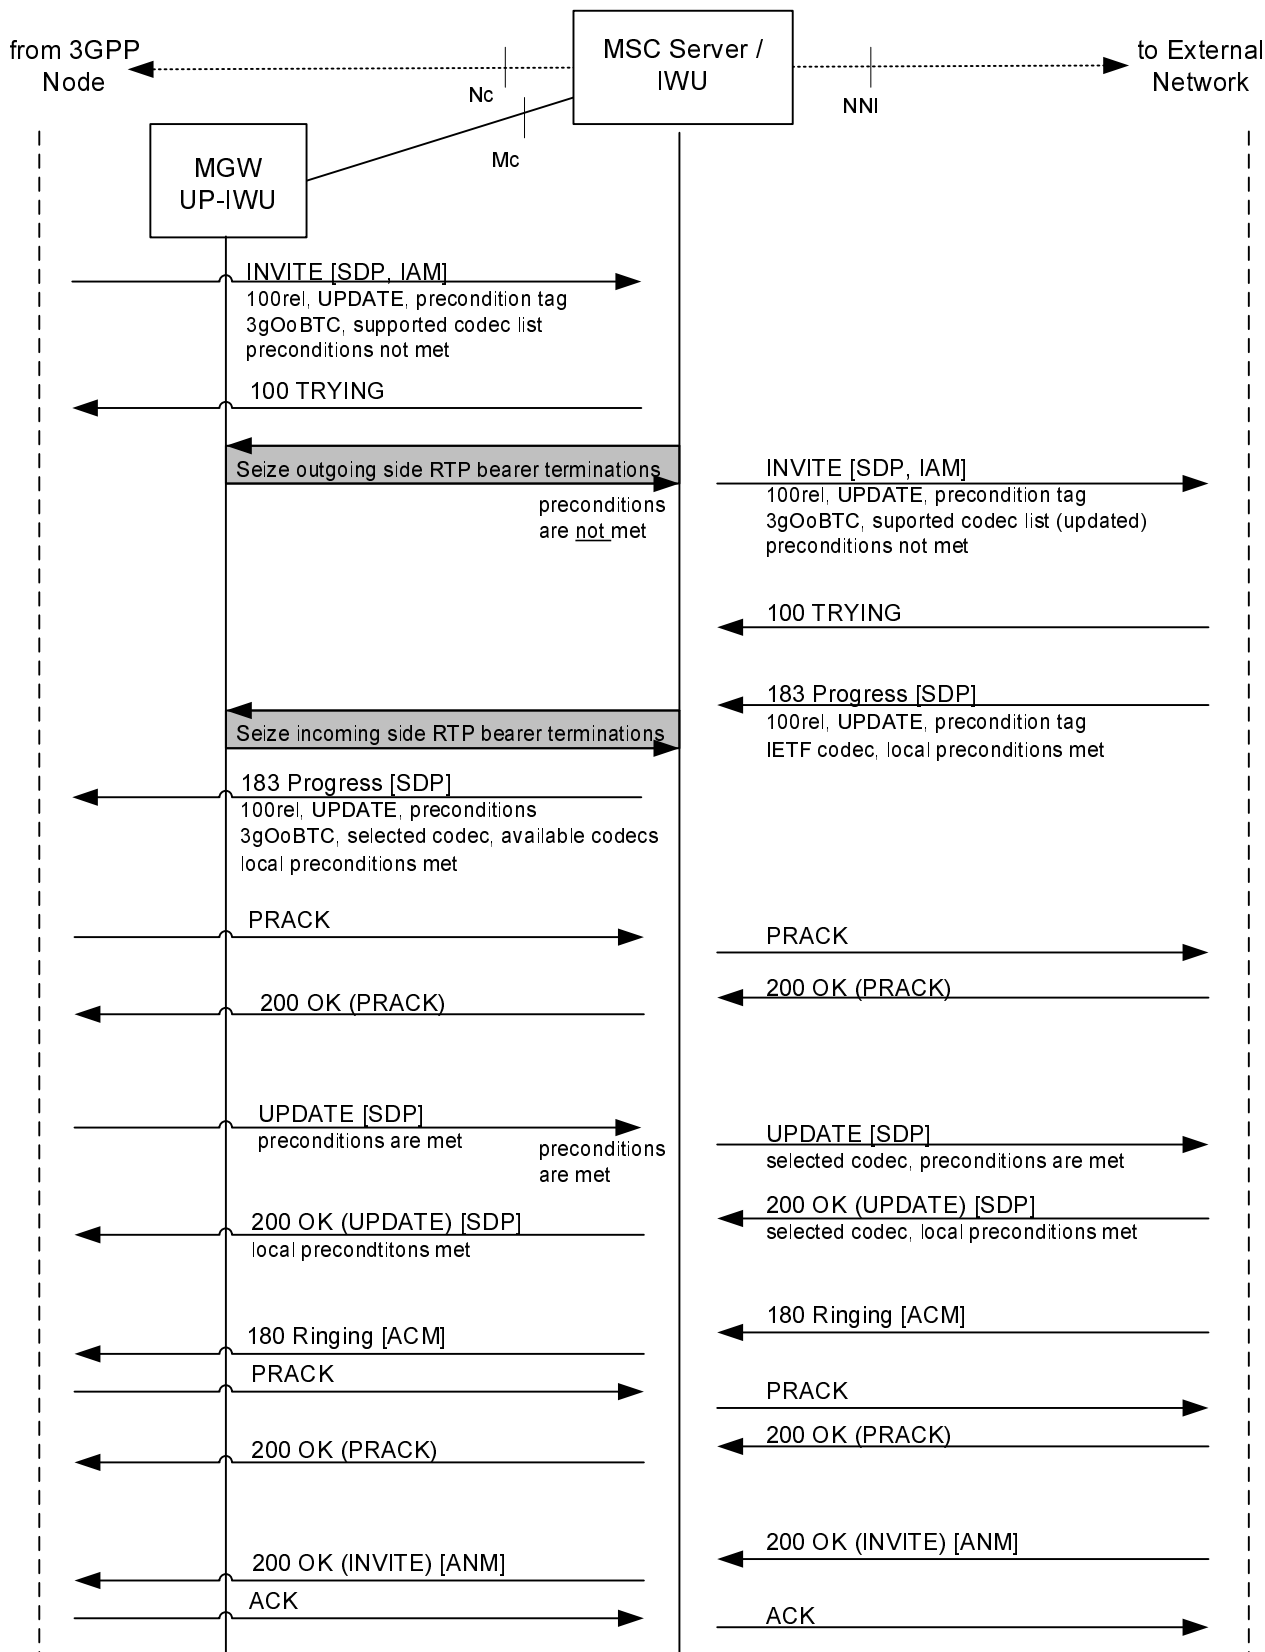 from 3GPP
Node
MSC Server /
IWU
to External
Network
Nc
NNI
Mc
MGW
UP-IWU
INVITE [SDP, IAM]
100rel, UPDATE, precondition tag
3gOoBTC, supported codec list
preconditions not met
100 TRYING
Seize outgoing side RTP bearer terminations
preconditions
are not met
INVITE [SDP, IAM]
100rel, UPDATE, precondition tag
3gOoBTC, suported codec list (updated)
preconditions not met
100 TRYING
183 Progress [SDP]
100rel, UPDATE, precondition tag
IETF codec, local preconditions met
Seize incoming side RTP bearer terminations
183 Progress [SDP]
100rel, UPDATE, preconditions
3gOoBTC, selected codec, available codecs
local preconditions met
PRACK
PRACK
200 OK (PRACK)
200 OK (PRACK)
UPDATE [SDP]
preconditions are met
preconditions
are met
UPDATE [SDP]
selected codec, preconditions are met
200 OK (UPDATE) [SDP]
selected codec, local preconditions met
200 OK (UPDATE) [SDP]
local precondtitons met
180 Ringing [ACM]
180 Ringing [ACM]
PRACK
PRACK
200 OK (PRACK)
200 OK (PRACK)
200 OK (INVITE) [ANM]
200 OK (INVITE) [ANM]
ACK
ACK